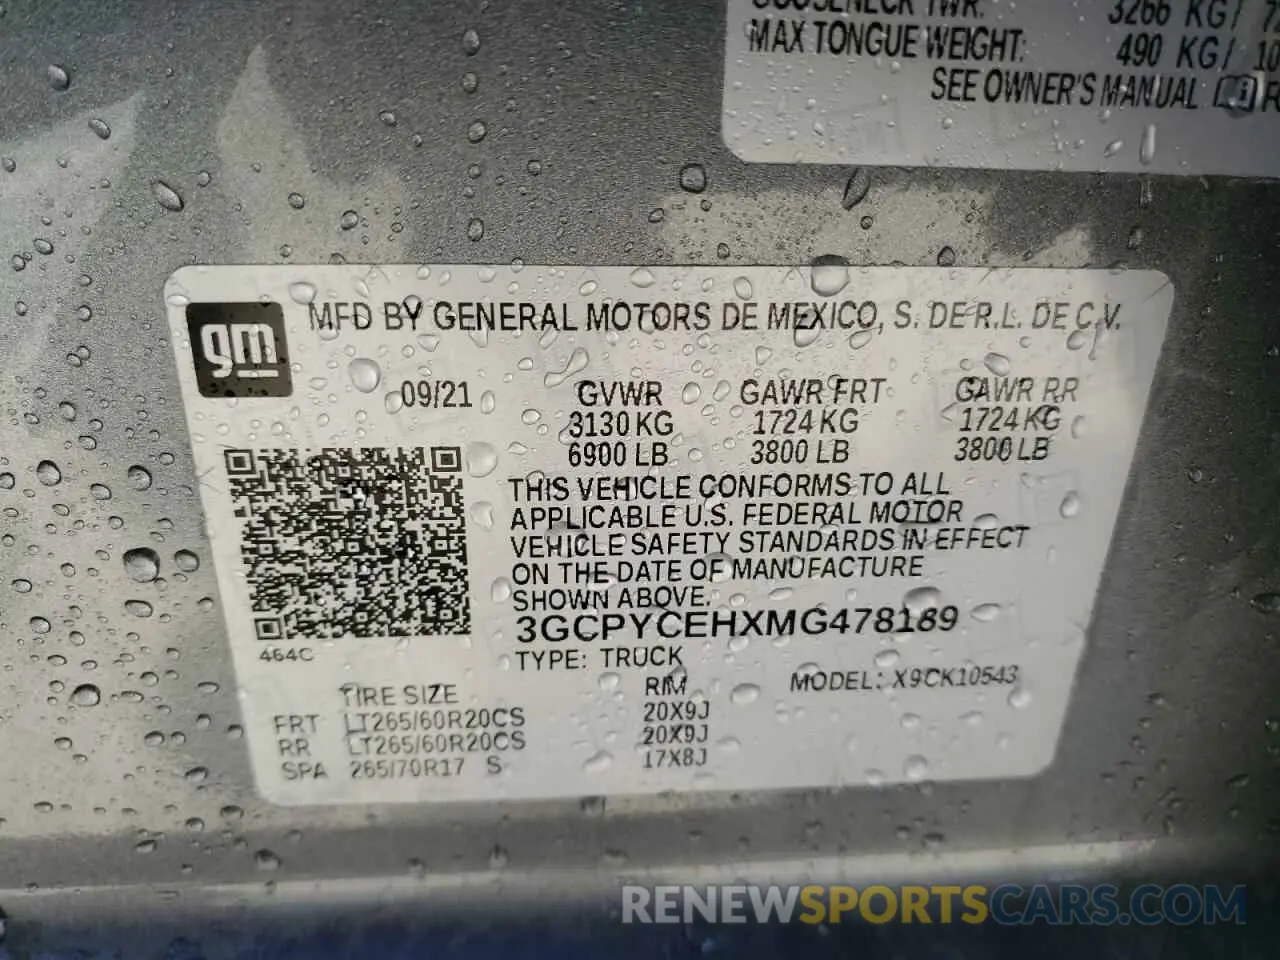 3266 KG/
MAX TONGUE WEIGHT: 490 KG/ 10
SEE OWNER'S MANUAL
gm
MFD BY GENERAL MOTORS DE MEXICO, S. DE R.L. DE C.V.
09/21 GVWR GAWR FRT GAWR RR
3130 KG 1724 KG 1724 KG
6900 LB 3800 LB 3800 LB
THIS VEHICLE CONFORMS TO ALL
APPLICABLE U.S. FEDERAL MOTOR
VEHICLE SAFETY STANDARDS IN EFFECT
ON THE DATE OF MANUFACTURE
SHOWN ABOVE.
3GCPYCEHXMG478189
464C
TYPE: TRUCK
MODEL: X9CK10543
TIRE SIZE RIM
FRT LT265/60R20CS 20X9J
RR LT265/60R20CS 20X9J
SPA 265/70R17 S 17X8J
RENEWSPORTSCARS.COM